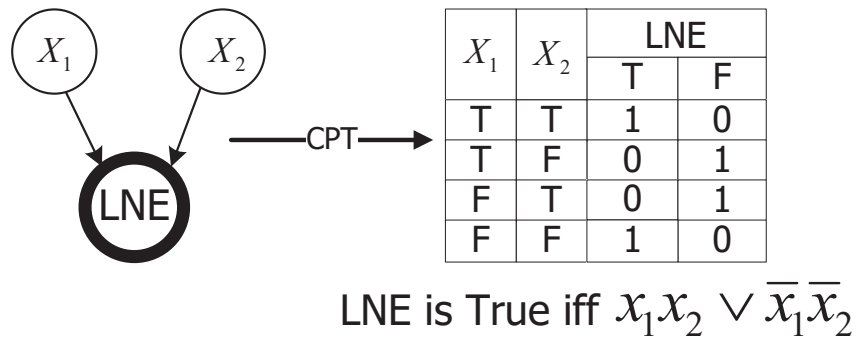 X₁ X₂
LNE
CPT
X₁ X₂ LNE
T F
T T 1 0
T F 0 1
F T 0 1
F F 1 0
LNE is True iff x₁x₂ ∨ x̅₁x̅₂